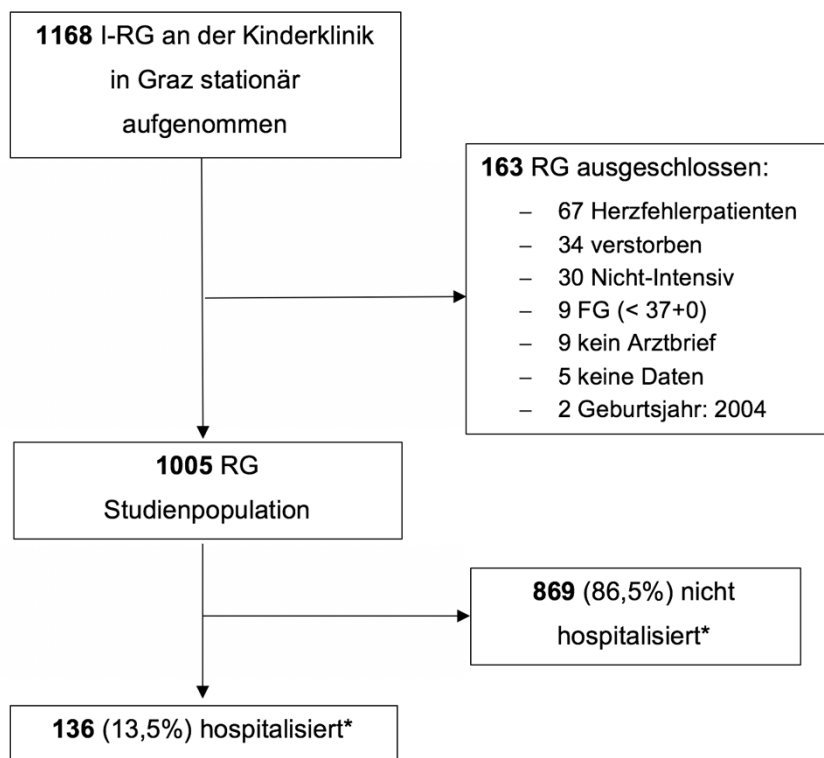 1168 I-RG an der Kinderklinik
in Graz stationär
aufgenommen
163 RG ausgeschlossen:
– 67 Herzfehlerpatienten
– 34 verstorben
– 30 Nicht-Intensiv
– 9 FG (< 37+0)
– 9 kein Arztbrief
– 5 keine Daten
– 2 Geburtsjahr: 2004
1005 RG
Studienpopulation
869 (86,5%) nicht
hospitalisiert*
136 (13,5%) hospitalisiert*